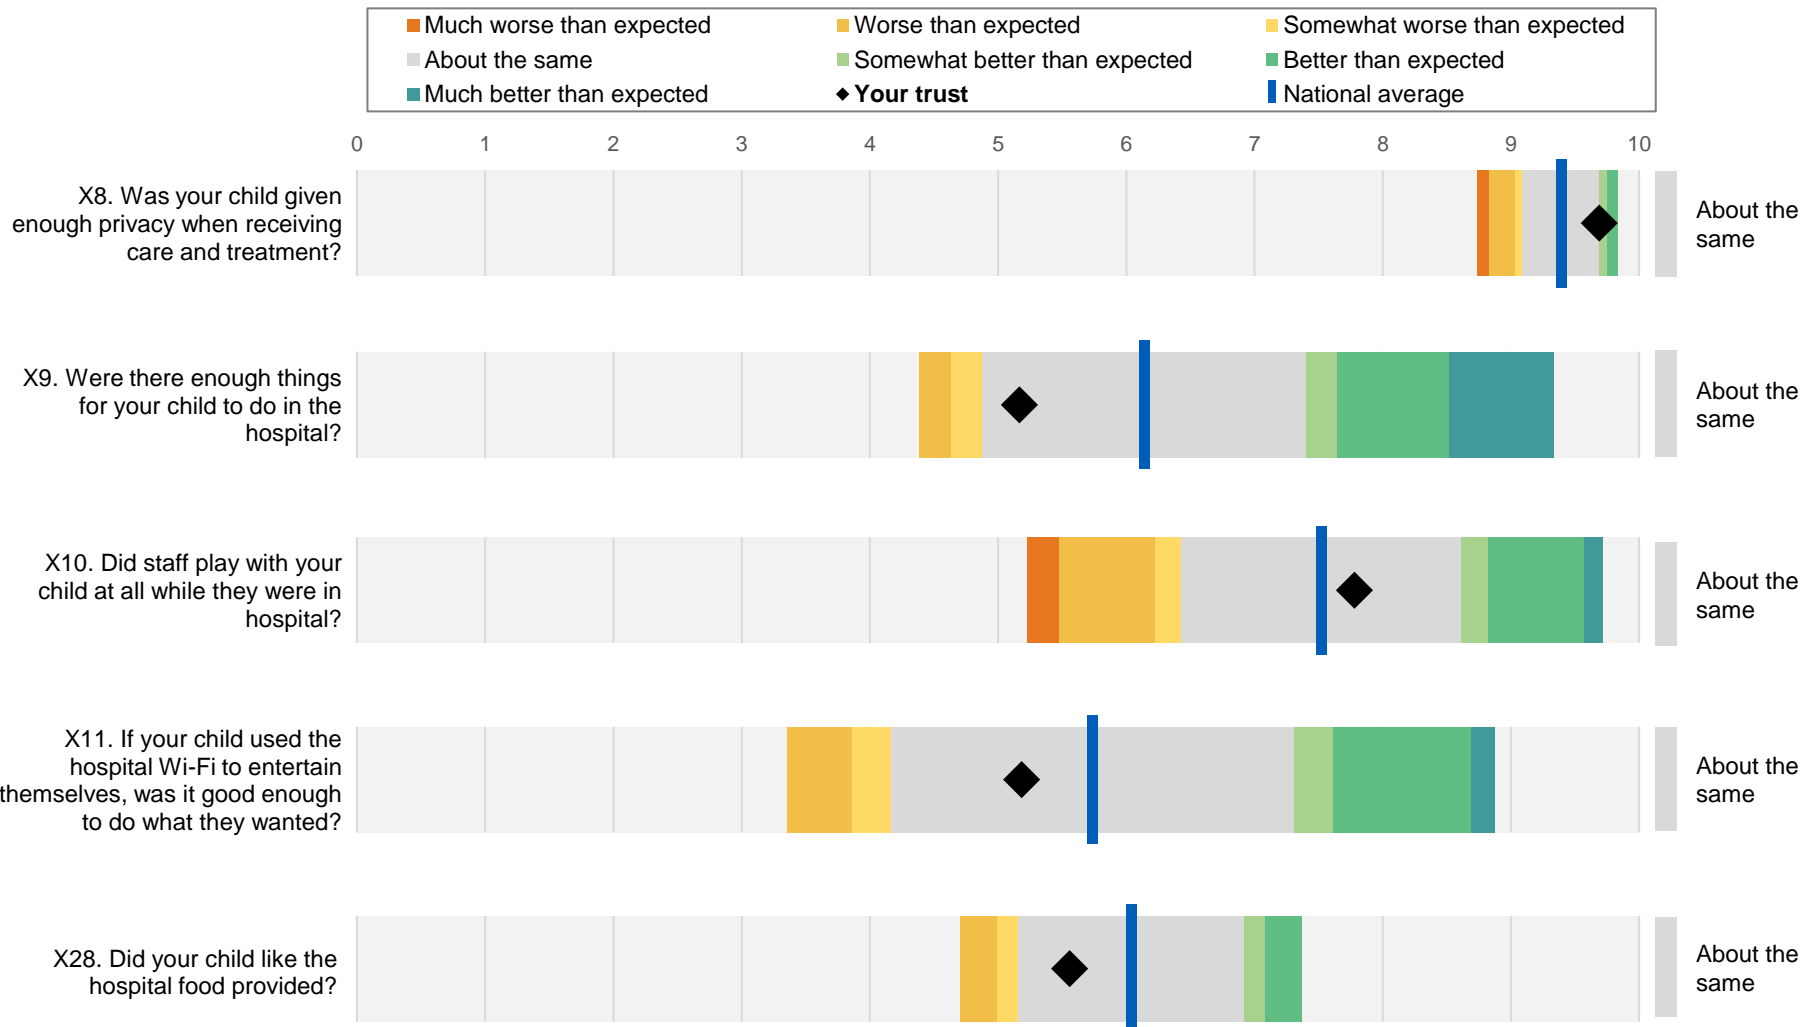 Much worse than expected
Worse than expected
Somewhat worse than expected
About the same
Somewhat better than expected
Better than expected
Much better than expected
Your trust
National average
0 1 2 3 4 5 6 7 8 9 10
X8. Was your child given
enough privacy when receiving
care and treatment?
About the
same
X9. Were there enough things
for your child to do in the
hospital?
About the
same
X10. Did staff play with your
child at all while they were in
hospital?
About the
same
X11. If your child used the
hospital Wi-Fi to entertain
themselves, was it good enough
to do what they wanted?
About the
same
X28. Did your child like the
hospital food provided?
About the
same